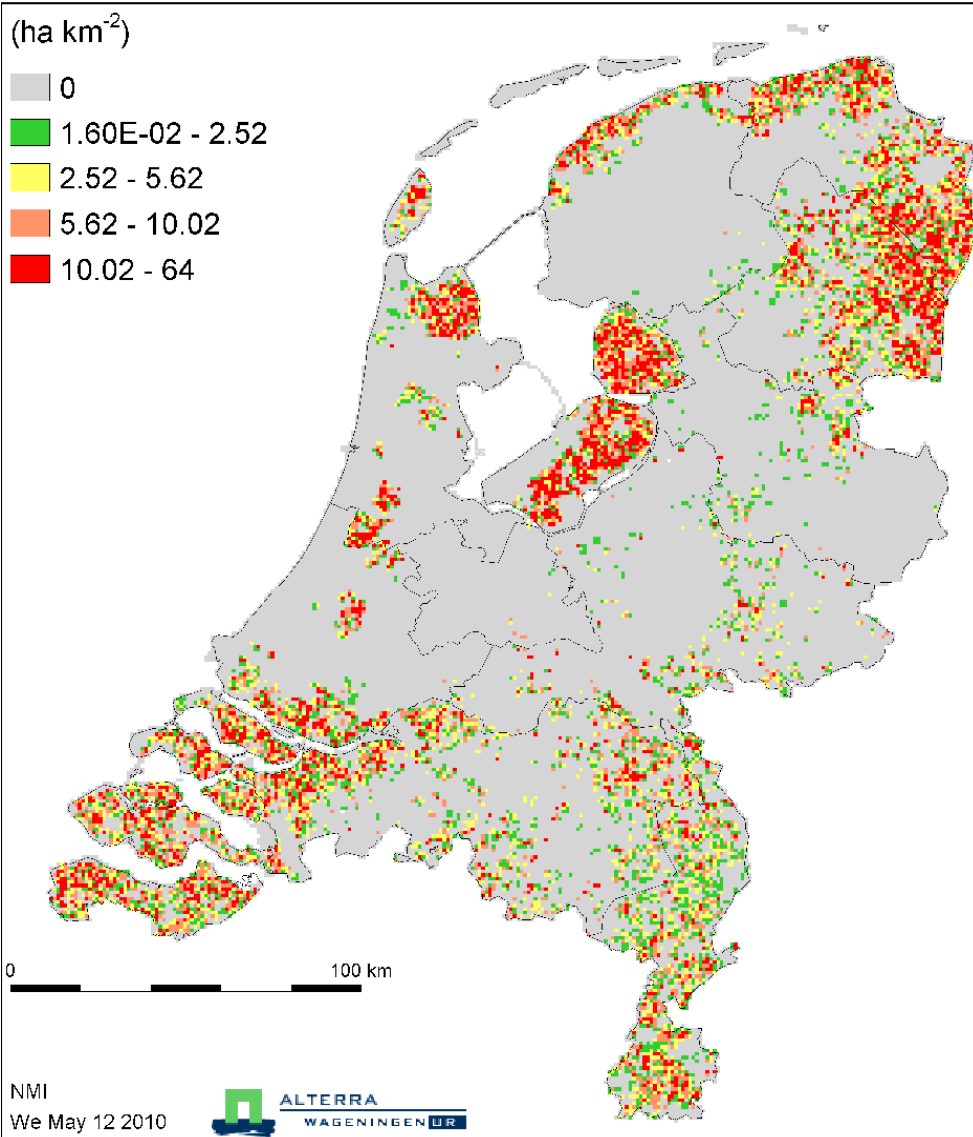 (ha km⁻²)
0
1.60E-02 - 2.52
2.52 - 5.62
5.62 - 10.02
10.02 - 64
0 100 km
NMI
We May 12 2010
ALTERRA
WAGENINGEN UR